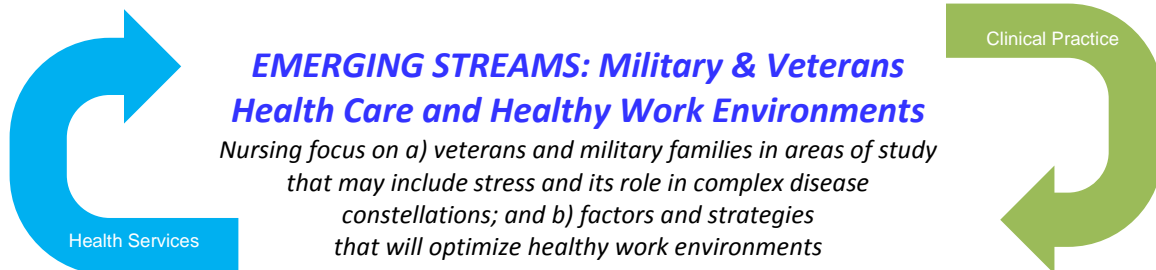 Clinical Practice
EMERGING STREAMS: Military & Veterans
Health Care and Healthy Work Environments
Nursing focus on a) veterans and military families in areas of study
that may include stress and its role in complex disease
constellations; and b) factors and strategies
that will optimize healthy work environments
Health Services